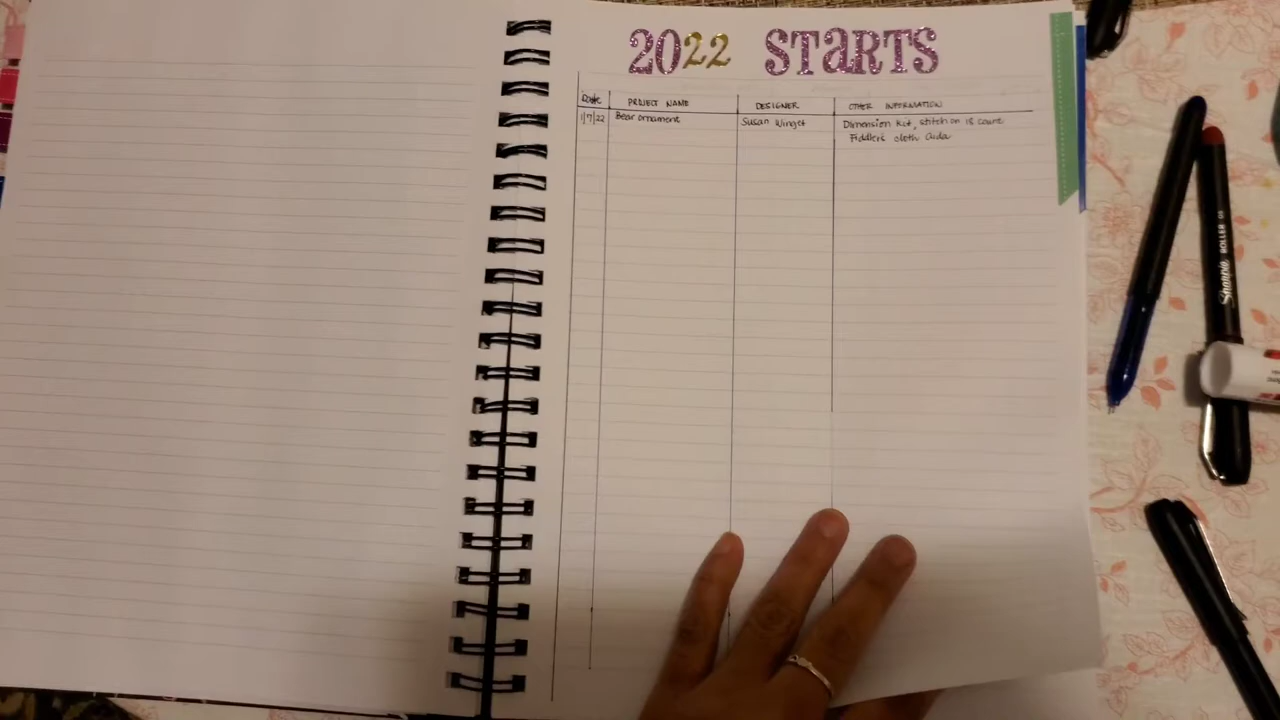 2022 STaRTS
Date PROJECT NAME DESIGNER OTHER INFORMATION
1/7/22 Bear ornament Susan Winget Dimension Kit, stitch on 18 count
Fiddler's cloth Aida
Sharpie ROLLER